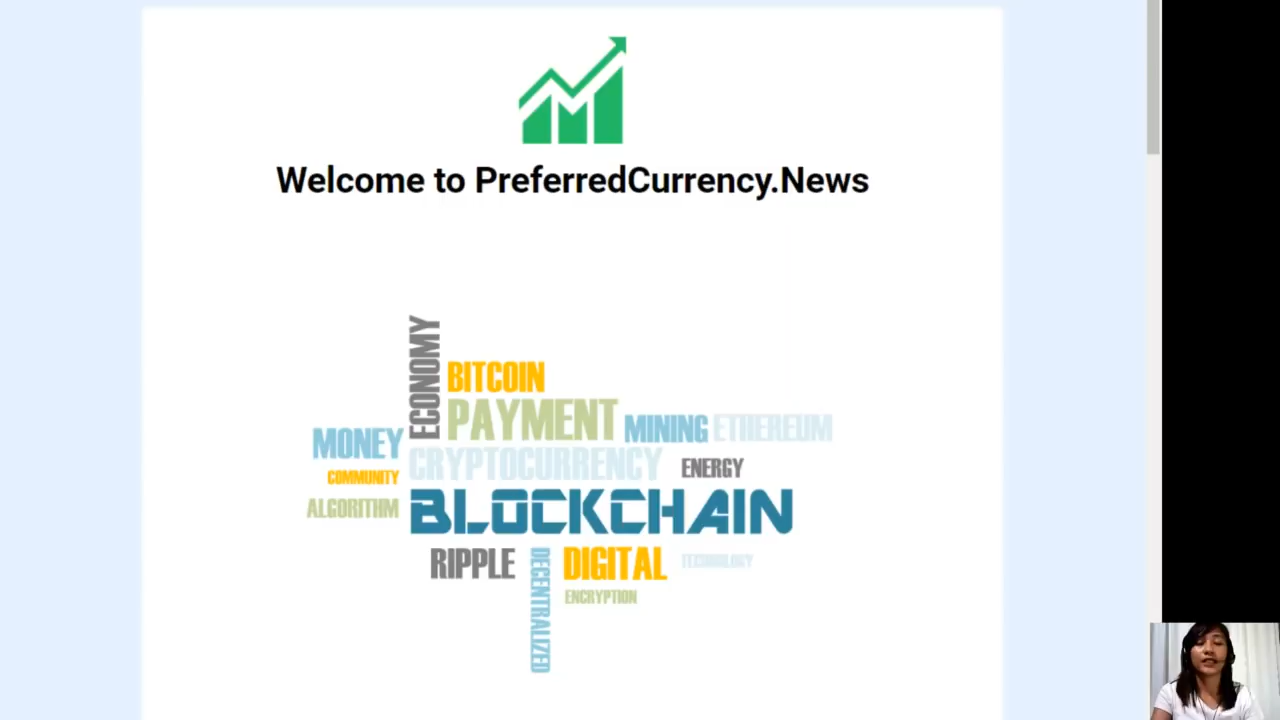 Welcome to PreferredCurrency.News
ECONOMY
BITCOIN
PAYMENT
MINING
ETHEREUM
MONEY
CRYPTOCURRENCY
ENERGY
COMMUNITY
ALGORITHM
BLOCKCHAIN
RIPPLE
DECENTRALIZED
DIGITAL
TECHNOLOGY
ENCRYPTION